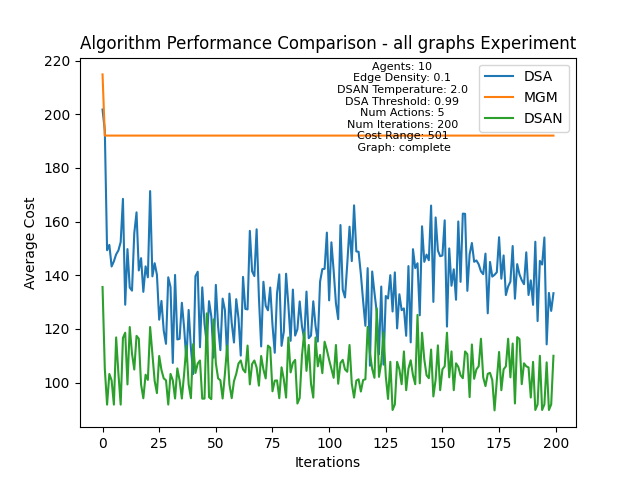 Algorithm Performance Comparison - all graphs Experiment
Agents: 10
Edge Density: 0.1
DSAN Temperature: 2.0
DSA Threshold: 0.99
Num Actions: 5
Num Iterations: 200
Cost Range: 501
Graph: complete
DSA
MGM
DSAN
220
200
180
160
140
120
100
Average Cost
0
25
50
75
100
125
150
175
200
Iterations